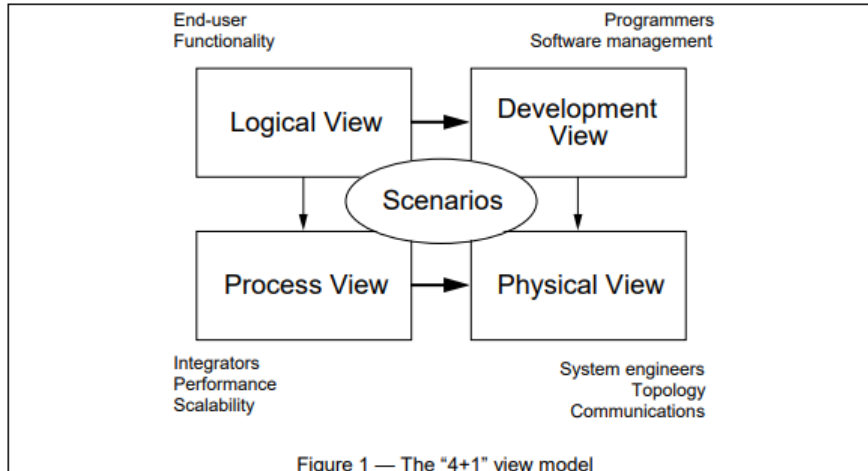 End-user
Functionality
Programmers
Software management
Logical View
Development
View
Scenarios
Process View
Physical View
Integrators
Performance
Scalability
System engineers
Topology
Communications
Figure 1 — The “4+1” view model